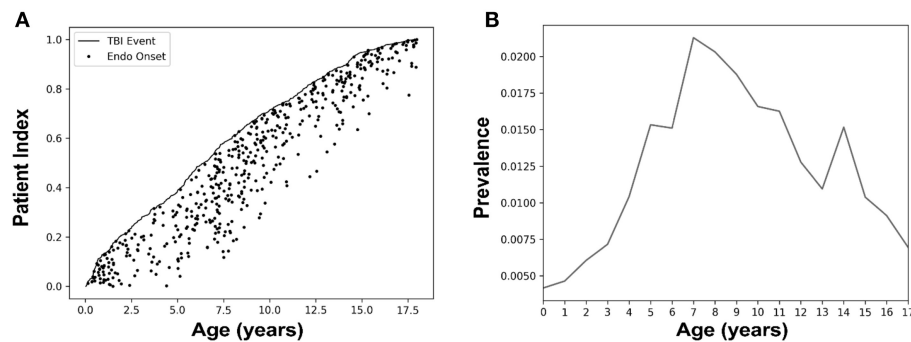 A
TBI Event
Endo Onset
1.0
0.8
0.6
0.4
0.2
0.0
Patient Index
0.0 2.5 5.0 7.5 10.0 12.5 15.0 17.5
Age (years)
B
0.0200
0.0175
0.0150
0.0125
0.0100
0.0075
0.0050
Prevalence
0 1 2 3 4 5 6 7 8 9 10 11 12 13 14 15 16 17
Age (years)